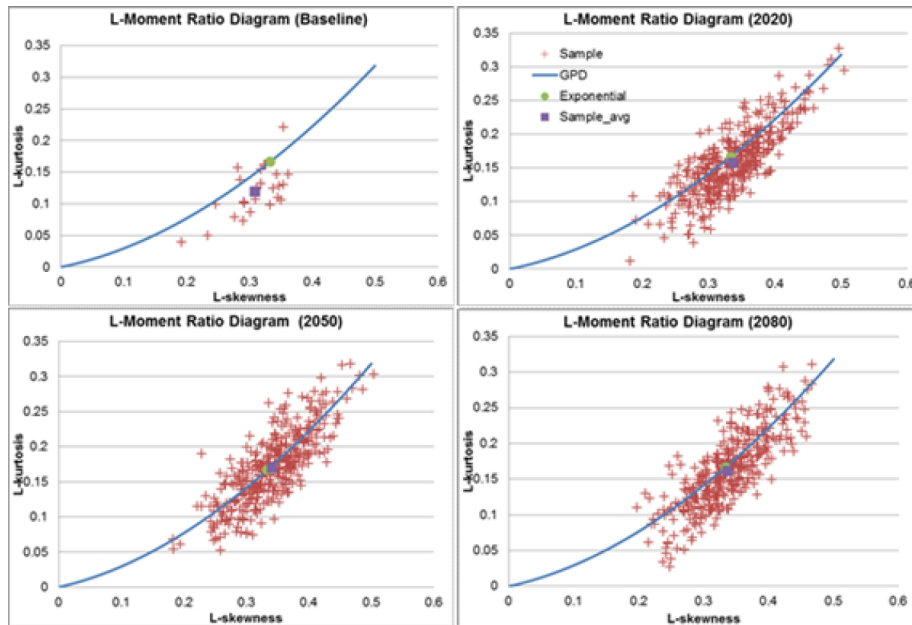 L-Moment Ratio Diagram (Baseline)
0.35
0.3
0.25
0.2
0.15
0.1
0.05
0
L-kurtosis
0 0.1 0.2 0.3 0.4 0.5 0.6
L-skewness
L-Moment Ratio Diagram (2020)
0.35
0.3
0.25
0.2
0.15
0.1
0.05
0
L-kurtosis
Sample
GPD
Exponential
Sample_avg
0 0.1 0.2 0.3 0.4 0.5 0.6
L-skewness
L-Moment Ratio Diagram (2050)
0.35
0.3
0.25
0.2
0.15
0.1
0.05
0
L-kurtosis
0 0.1 0.2 0.3 0.4 0.5 0.6
L-skewness
L-Moment Ratio Diagram (2080)
0.35
0.3
0.25
0.2
0.15
0.1
0.05
0
L-kurtosis
0 0.1 0.2 0.3 0.4 0.5 0.6
L-skewness